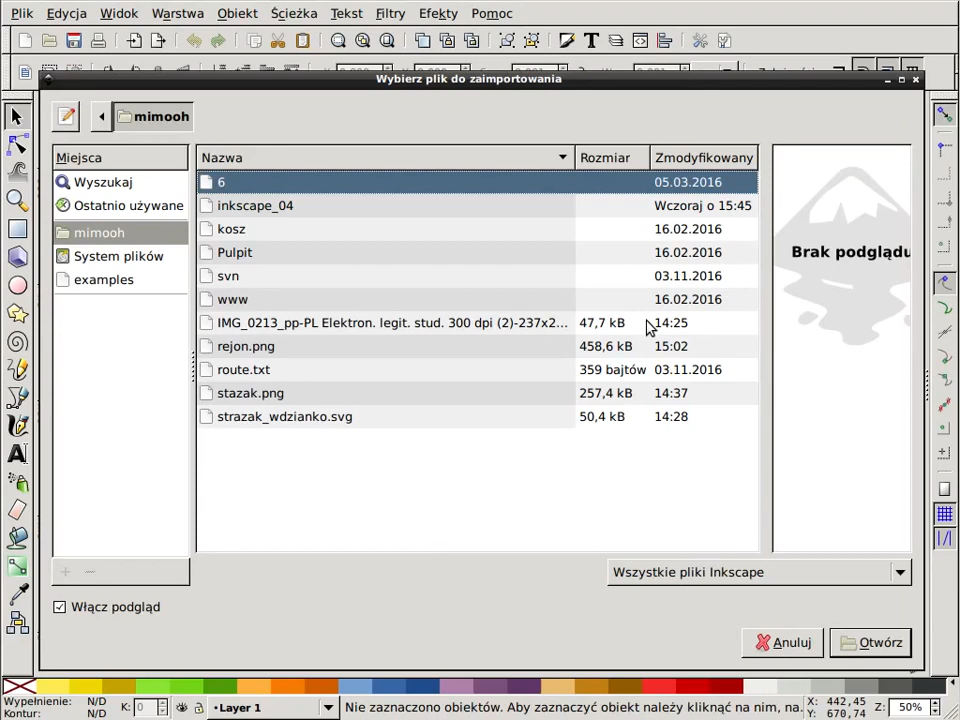 Plik Edycja Widok Warstwa Obiekt Ścieżka Tekst Filtry Efekty Pomoc
Wybierz plik do zaimportowania
mimooh
Miejsca
Wyszukaj
Ostatnio używane
mimooh
System plików
examples
Nazwa Rozmiar Zmodyfikowany
6 05.03.2016
inkscape_04 Wczoraj o 15:45
kosz 16.02.2016
Pulpit 16.02.2016
svn 03.11.2016
www 16.02.2016
IMG_0213_pp-PL Elektron. legit. stud. 300 dpi (2)-237x2... 47,7 kB 14:25
rejon.png 458,6 kB 15:02
route.txt 359 bajtów 03.11.2016
stazak.png 257,4 kB 14:37
strazak_wdzianko.svg 50,4 kB 14:28
Brak podglądu
Wszystkie pliki Inkscape
Włącz podgląd
Anuluj Otwórz
Wypełnienie: N/D
Kontur: N/D
K: 0
Layer 1
Nie zaznaczono obiektów. Aby zaznaczyć obiekt należy kliknąć na nim, na.
X: 442,45
Y: 670,74
Z: 50%